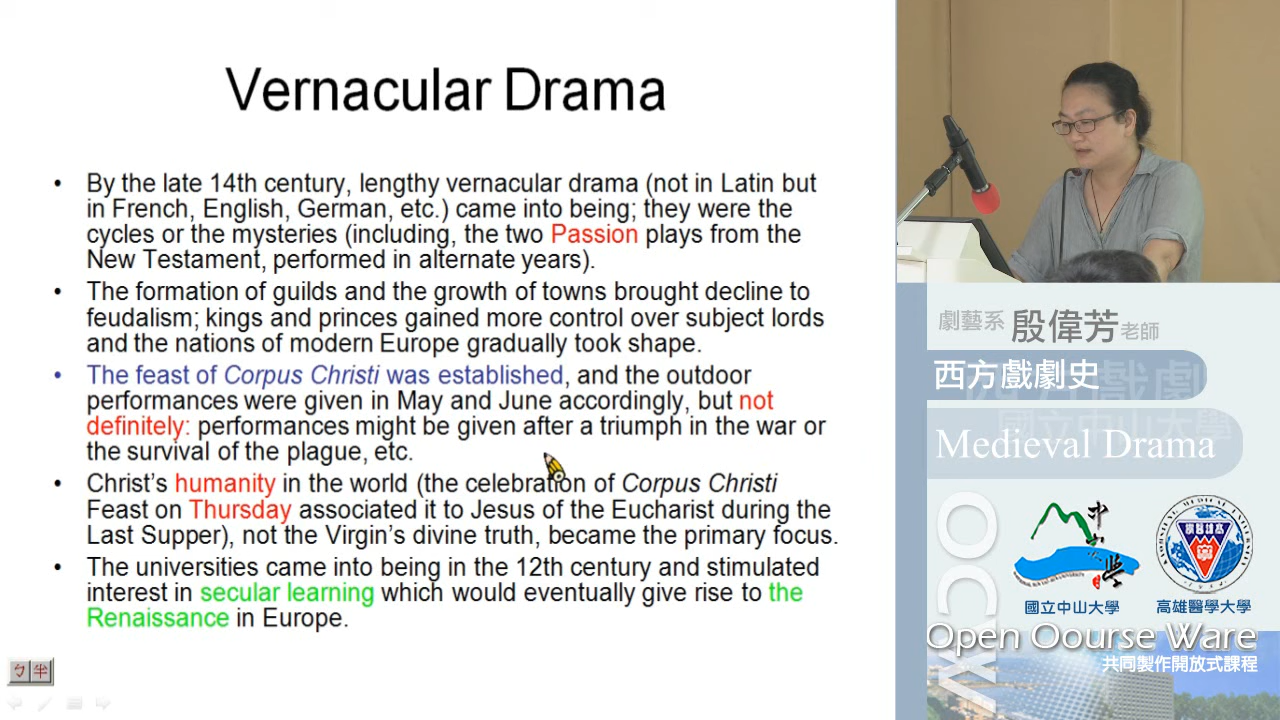 Vernacular Drama
• By the late 14th century, lengthy vernacular drama (not in Latin but
in French, English, German, etc.) came into being; they were the
cycles or the mysteries (including, the two Passion plays from the
New Testament, performed in alternate years).
• The formation of guilds and the growth of towns brought decline to
feudalism; kings and princes gained more control over subject lords
and the nations of modern Europe gradually took shape.
• The feast of Corpus Christi was established, and the outdoor
performances were given in May and June accordingly, but not
definitely: performances might be given after a triumph in the war or
the survival of the plague, etc.
• Christ's humanity in the world (the celebration of Corpus Christi
Feast on Thursday associated it to Jesus of the Eucharist during the
Last Supper), not the Virgin's divine truth, became the primary focus.
• The universities came into being in the 12th century and stimulated
interest in secular learning which would eventually give rise to the
Renaissance in Europe.
ㄅ半
劇藝系 殷偉芳老師
西方戲劇史
Medieval Drama
OCW
中山大學
國立中山大學
高雄醫學大學
Open Oourse Ware
共同製作開放式課程